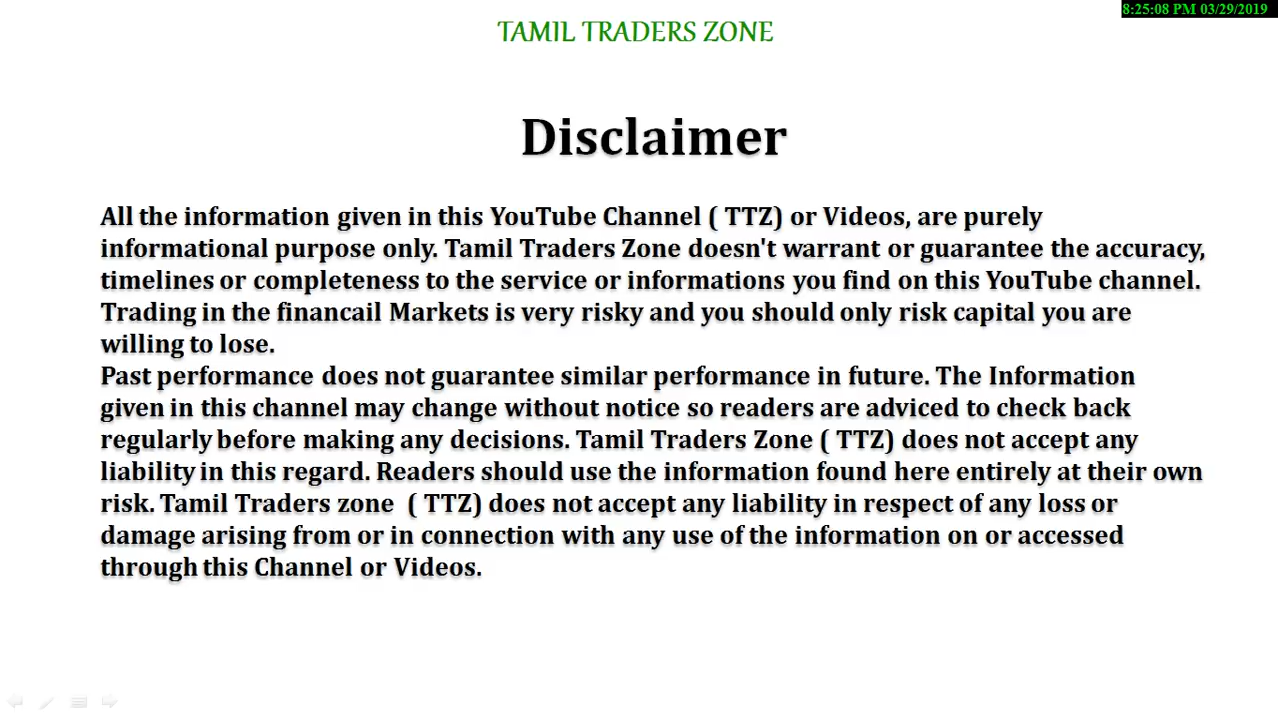 8:25:08 PM 03/29/2019
TAMIL TRADERS ZONE
Disclaimer
All the information given in this YouTube Channel ( TTZ) or Videos, are purely
informational purpose only. Tamil Traders Zone doesn't warrant or guarantee the accuracy,
timelines or completeness to the service or informations you find on this YouTube channel.
Trading in the financail Markets is very risky and you should only risk capital you are
willing to lose.
Past performance does not guarantee similar performance in future. The Information
given in this channel may change without notice so readers are adviced to check back
regularly before making any decisions. Tamil Traders Zone ( TTZ) does not accept any
liability in this regard. Readers should use the information found here entirely at their own
risk. Tamil Traders zone  ( TTZ) does not accept any liability in respect of any loss or
damage arising from or in connection with any use of the information on or accessed
through this Channel or Videos.